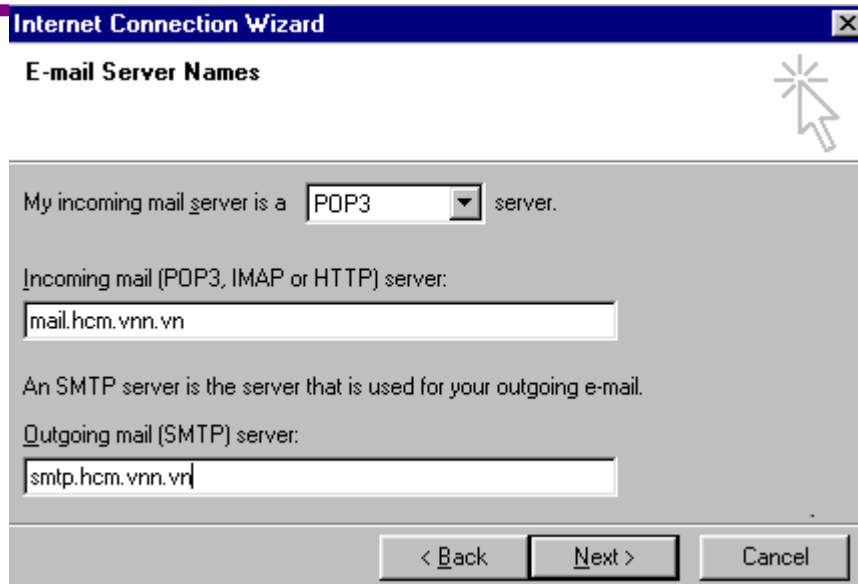 Internet Connection Wizard
E-mail Server Names
My incoming mail server is a POP3 server.
Incoming mail (POP3, IMAP or HTTP) server:
mail.hcm.vnn.vn
An SMTP server is the server that is used for your outgoing e-mail.
Outgoing mail (SMTP) server:
smtp.hcm.vnn.vn
< Back Next > Cancel